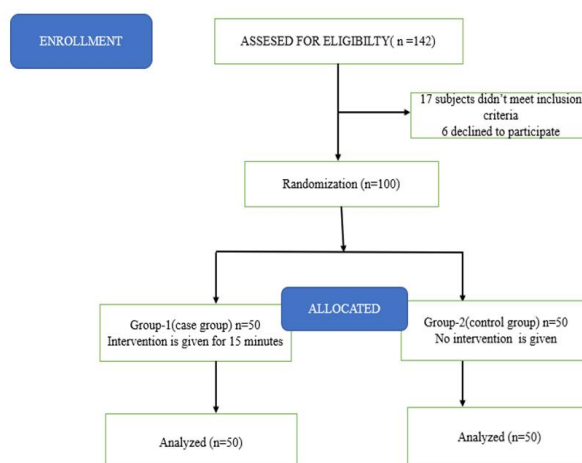 ENROLLMENT
ASSESED FOR ELIGIBILTY( n =142)
17 subjects didn't meet inclusion
criteria
6 declined to participate
Randomization (n=100)
ALLOCATED
Group-1(case group) n=50
Intervention is given for 15 minutes
Group-2(control group) n=50
No intervention is given
Analyzed (n=50)
Analyzed (n=50)